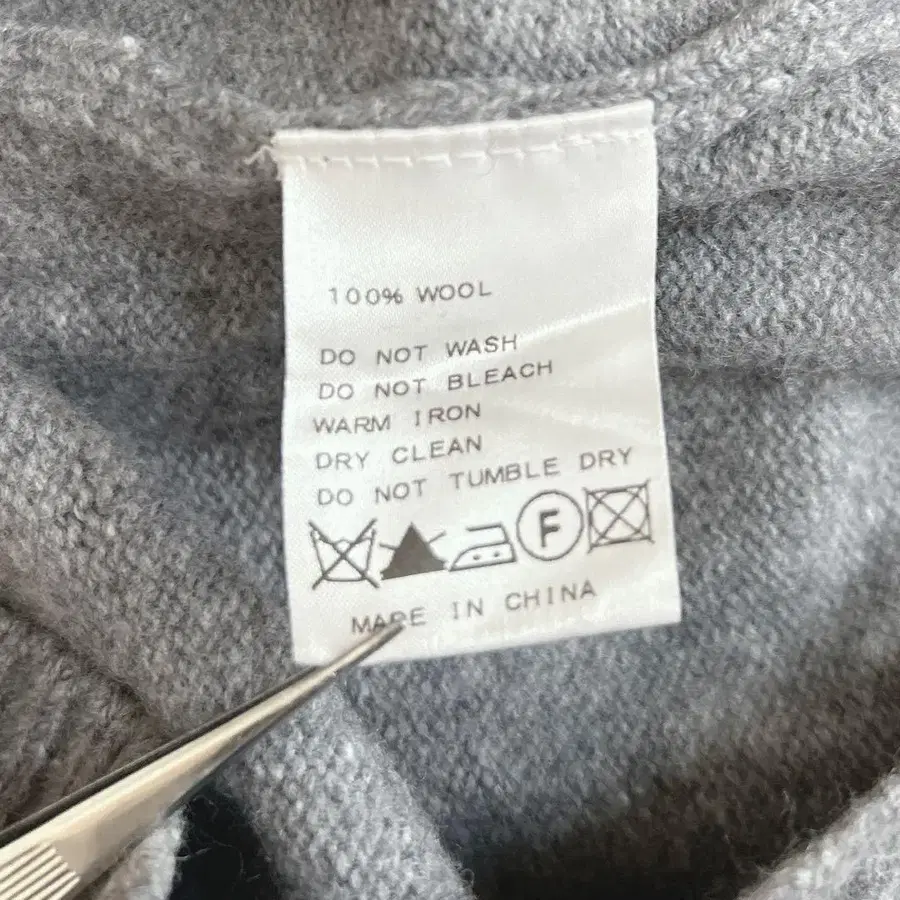 100% WOOL
DO NOT WASH
DO NOT BLEACH
WARM IRON
DRY CLEAN
DO NOT TUMBLE DRY
F
MADE IN CHINA